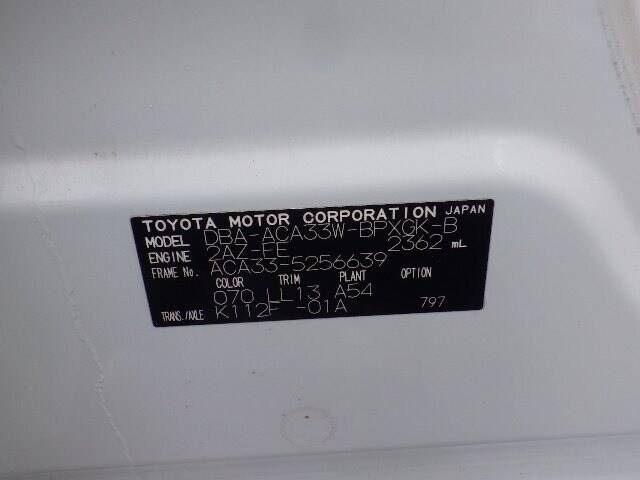 TOYOTA MOTOR CORPORATION JAPAN
MODEL DBA-ACA33W-BPXGK-B
ENGINE 2AZ-FE 2362 mL
FRAME No. ACA33-5256639
COLOR TRIM PLANT OPTION
070 LL13 A54
TRANS./AXLE K112F -01A 797